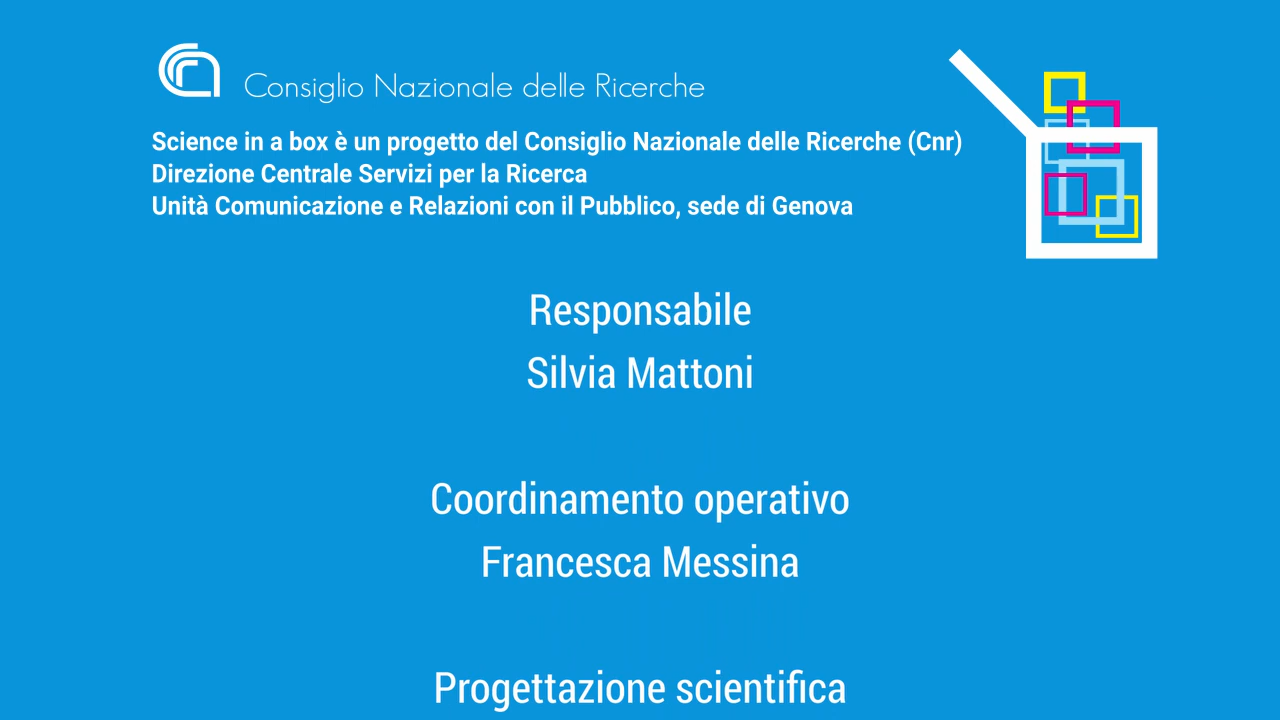 Consiglio Nazionale delle Ricerche
Science in a box è un progetto del Consiglio Nazionale delle Ricerche (Cnr)
Direzione Centrale Servizi per la Ricerca
Unità Comunicazione e Relazioni con il Pubblico, sede di Genova
Responsabile
Silvia Mattoni
Coordinamento operativo
Francesca Messina
Progettazione scientifica